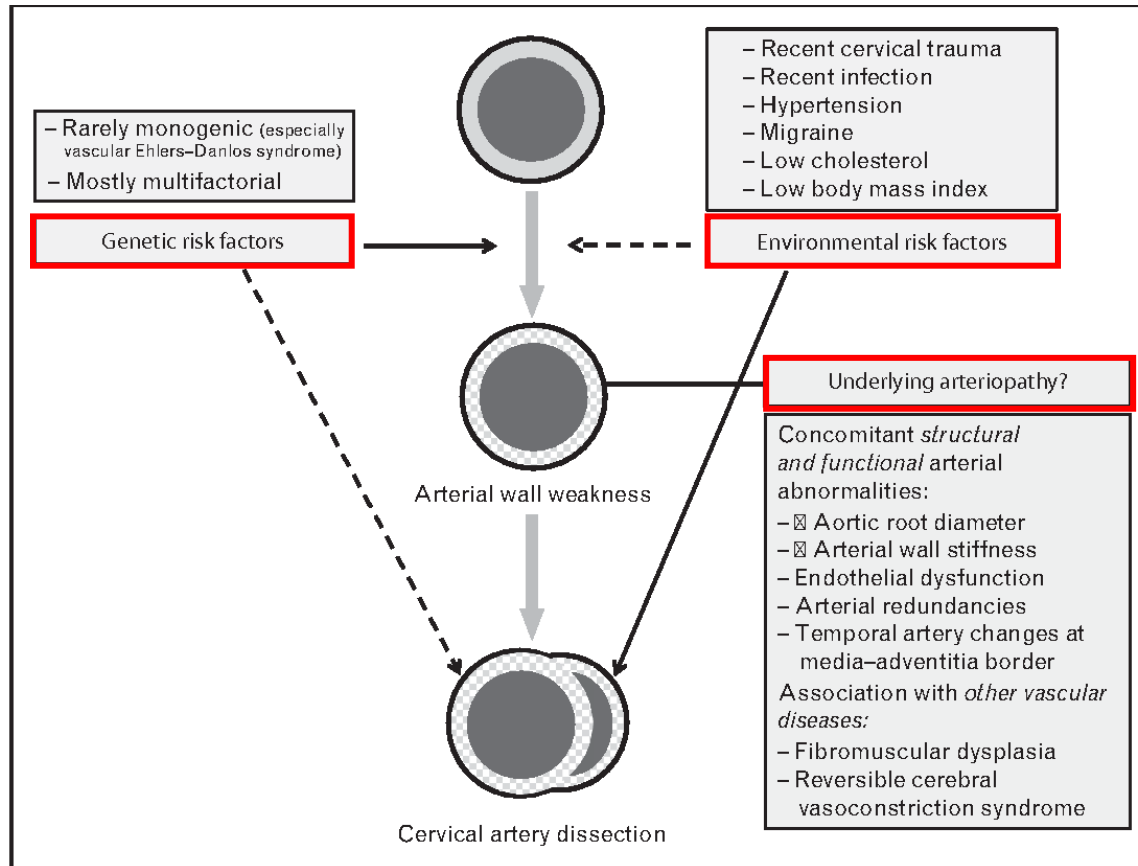 – Rarely monogenic (especially
vascular Ehlers–Danlos syndrome)
– Mostly multifactorial
Genetic risk factors
– Recent cervical trauma
– Recent infection
– Hypertension
– Migraine
– Low cholesterol
– Low body mass index
Environmental risk factors
Arterial wall weakness
Underlying arteriopathy?
Concomitant structural
and functional arterial
abnormalities:
– Aortic root diameter
– Arterial wall stiffness
– Endothelial dysfunction
– Arterial redundancies
– Temporal artery changes at
media–adventitia border
Association with other vascular
diseases:
– Fibromuscular dysplasia
– Reversible cerebral
vasoconstriction syndrome
Cervical artery dissection